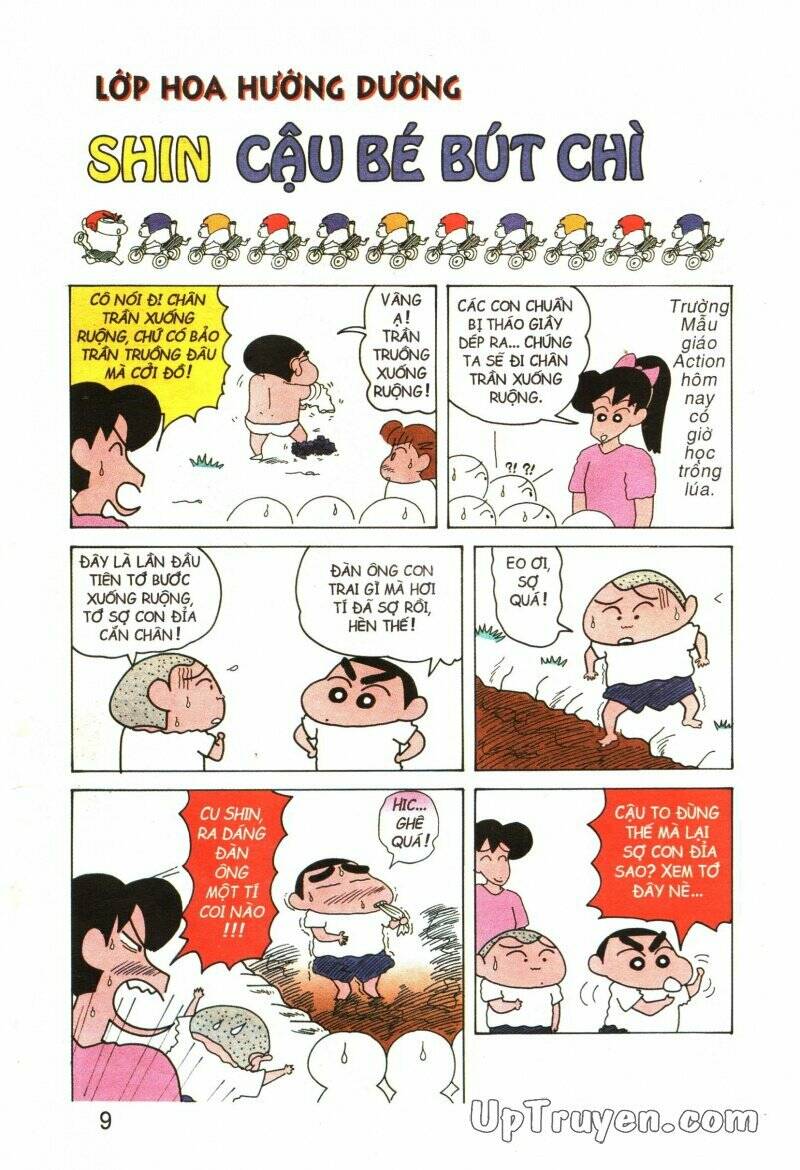 LỚP HOA HƯỚNG DƯƠNG
SHIN CẬU BÉ BÚT CHÌ
Trường
Mẫu
giáo
Action
hôm
nay
có
giờ
học
trồng
lúa.
CÁC CON CHUẨN
BỊ THÁO GIẦY
DÉP RA... CHÚNG
TA SẼ ĐI CHÂN
TRẦN XUỐNG
RUỘNG.
?! ?!
VÂNG
Ạ!
TRẦN
TRUỒNG
XUỐNG
RUỘNG!
CÔ NÓI ĐI CHÂN
TRẦN XUỐNG
RUỘNG, CHỨ CÓ BẢO
TRẦN TRUỒNG ĐÂU
MÀ CỞI ĐỒ!
EO ƠI,
SỢ
QUÁ!
ĐÀN ÔNG CON
TRAI GÌ MÀ HƠI
TÍ ĐÃ SỢ RỒI,
HÈN THẾ!
ĐÂY LÀ LẦN ĐẦU
TIÊN TỚ BƯỚC
XUỐNG RUỘNG,
TỚ SỢ CON ĐỈA
CẮN CHÂN!
CẬU TO ĐÙNG
THẾ MÀ LẠI
SỢ CON ĐỈA
SAO? XEM TỚ
ĐÂY NÈ...
HIC...
GHÊ
QUÁ!
CU SHIN,
RA DÁNG
ĐÀN
ÔNG
MỘT TÍ
COI NÀO
!!!
9
UpTruyen.com